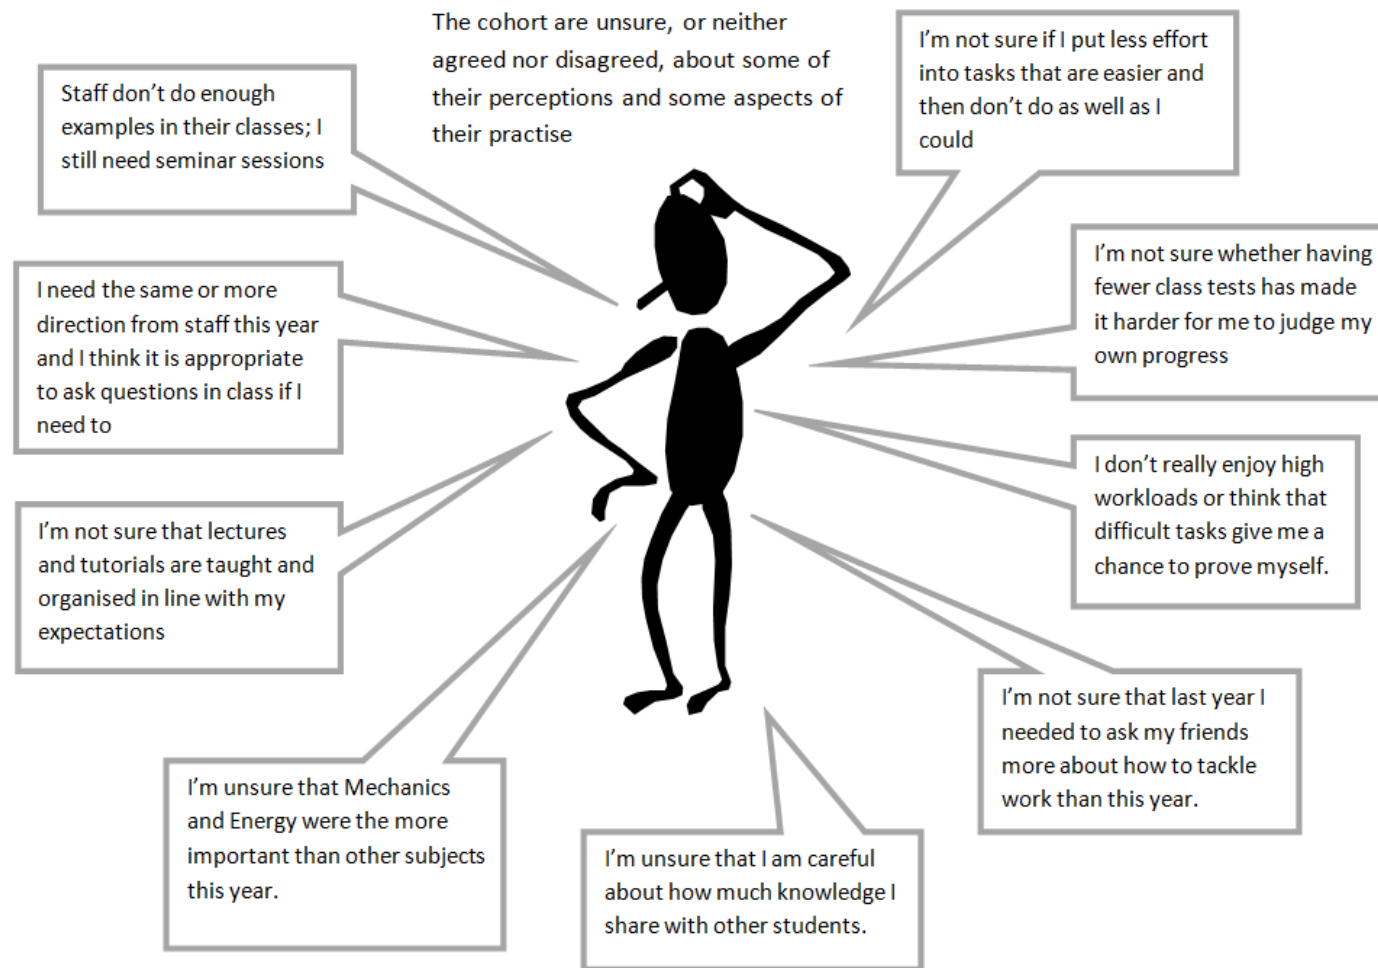 The cohort are unsure, or neither
agreed nor disagreed, about some of
their perceptions and some aspects of
their practise
Staff don't do enough
examples in their classes; I
still need seminar sessions
I need the same or more
direction from staff this year
and I think it is appropriate
to ask questions in class if I
need to
I'm not sure that lectures
and tutorials are taught and
organised in line with my
expectations
I'm unsure that Mechanics
and Energy were the more
important than other subjects
this year.
I'm unsure that I am careful
about how much knowledge I
share with other students.
I'm not sure if I put less effort
into tasks that are easier and
then don't do as well as I
could
I'm not sure whether having
fewer class tests has made
it harder for me to judge my
own progress
I don't really enjoy high
workloads or think that
difficult tasks give me a
chance to prove myself.
I'm not sure that last year I
needed to ask my friends
more about how to tackle
work than this year.